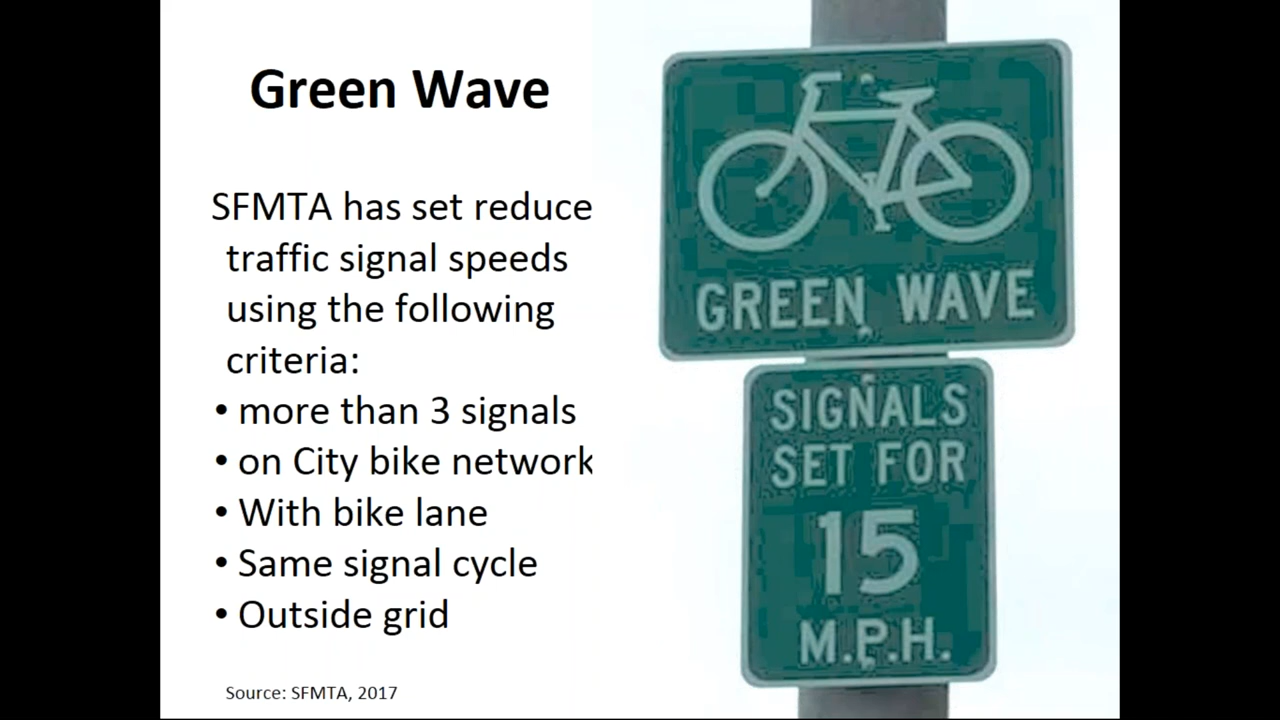 Green Wave
SFMTA has set reduce
traffic signal speeds
using the following
criteria:
• more than 3 signals
• on City bike network
• With bike lane
• Same signal cycle
• Outside grid
Source: SFMTA, 2017
GREEN WAVE
SIGNALS
SET FOR
15
M.P.H.